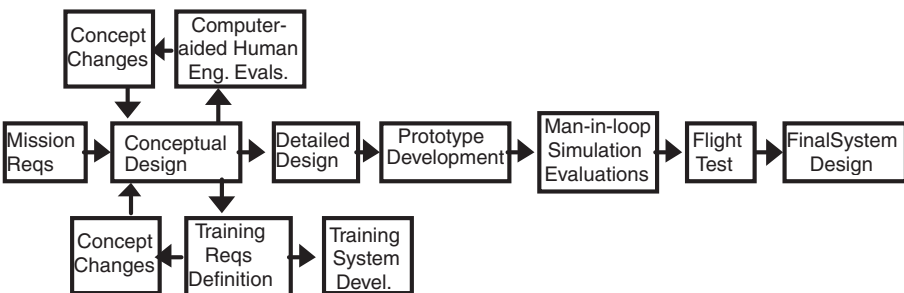 Concept
Changes
Computer-
aided Human
Eng. Evals.
Mission
Reqs
Conceptual
Design
Detailed
Design
Prototype
Development
Man-in-loop
Simulation
Evaluations
Flight
Test
FinalSystem
Design
Concept
Changes
Training
Reqs
Definition
Training
System
Devel.